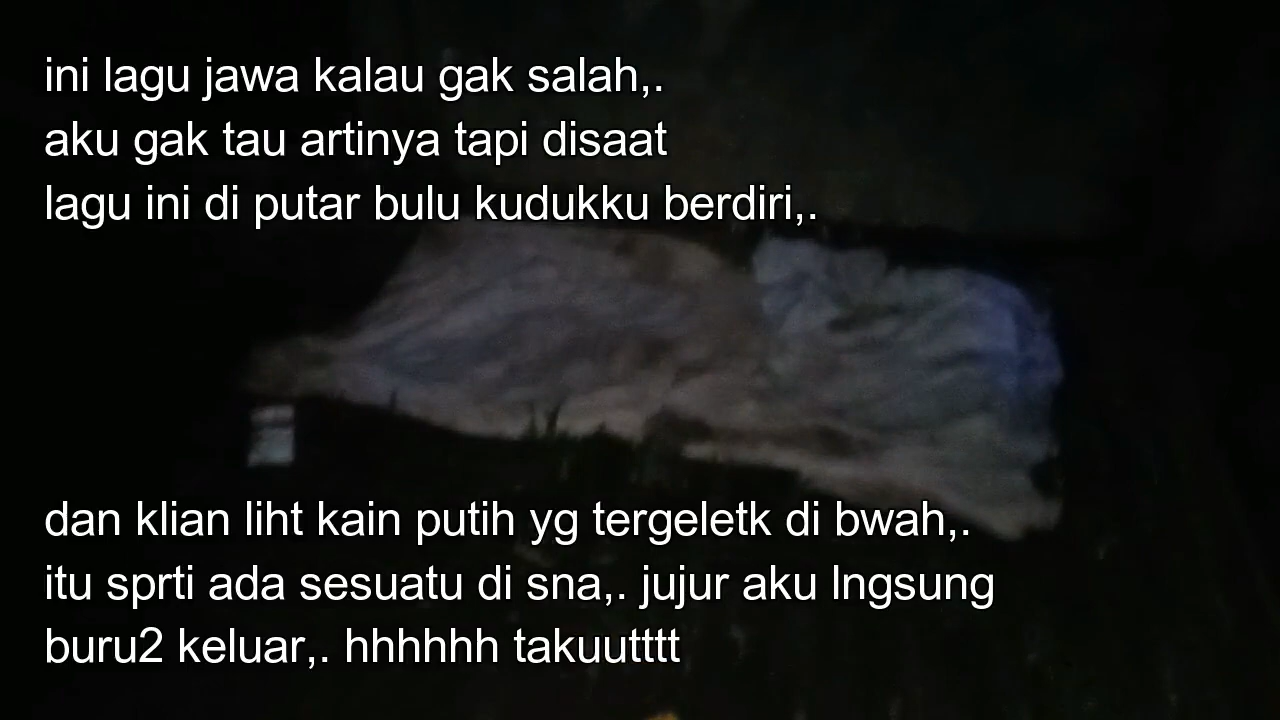 ini lagu jawa kalau gak salah,.
aku gak tau artinya tapi disaat
lagu ini di putar bulu kudukku berdiri,.
dan klian liht kain putih yg tergeletk di bwah,.
itu sprti ada sesuatu di sna,. jujur aku lngsung
buru2 keluar,. hhhhhh takuutttt